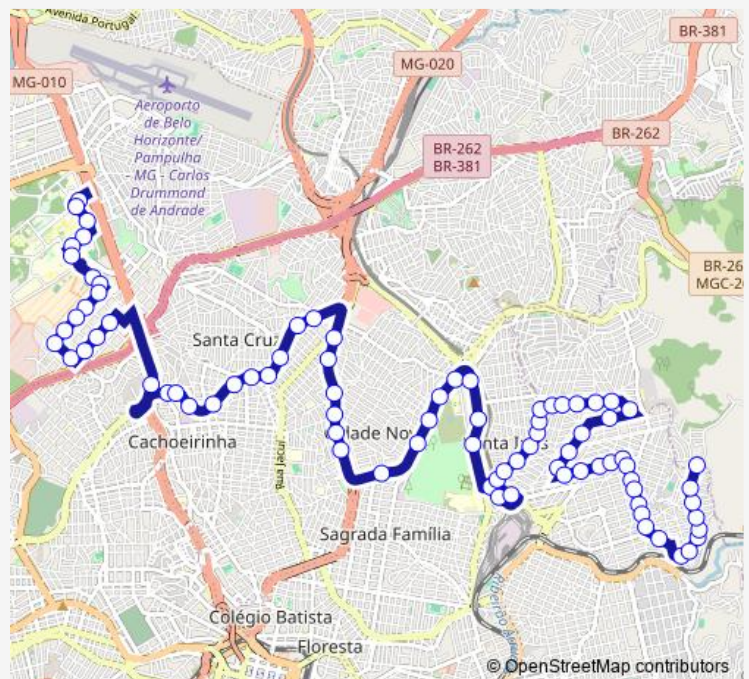 Avenida Portugal
BR-381
MG-010
MG-020
Aeroporto
de Belo
Horizonte/
Pampulha
- MG - Carlos
Drummond
de Andrade
BR-262
BR-262
BR-381
BR-26
MGC-2
Santa Cruz
Cachoeirinha
Rua Jacuí
Sagrada Família
Colégio Batista
Floresta
© OpenStreetMap contributors